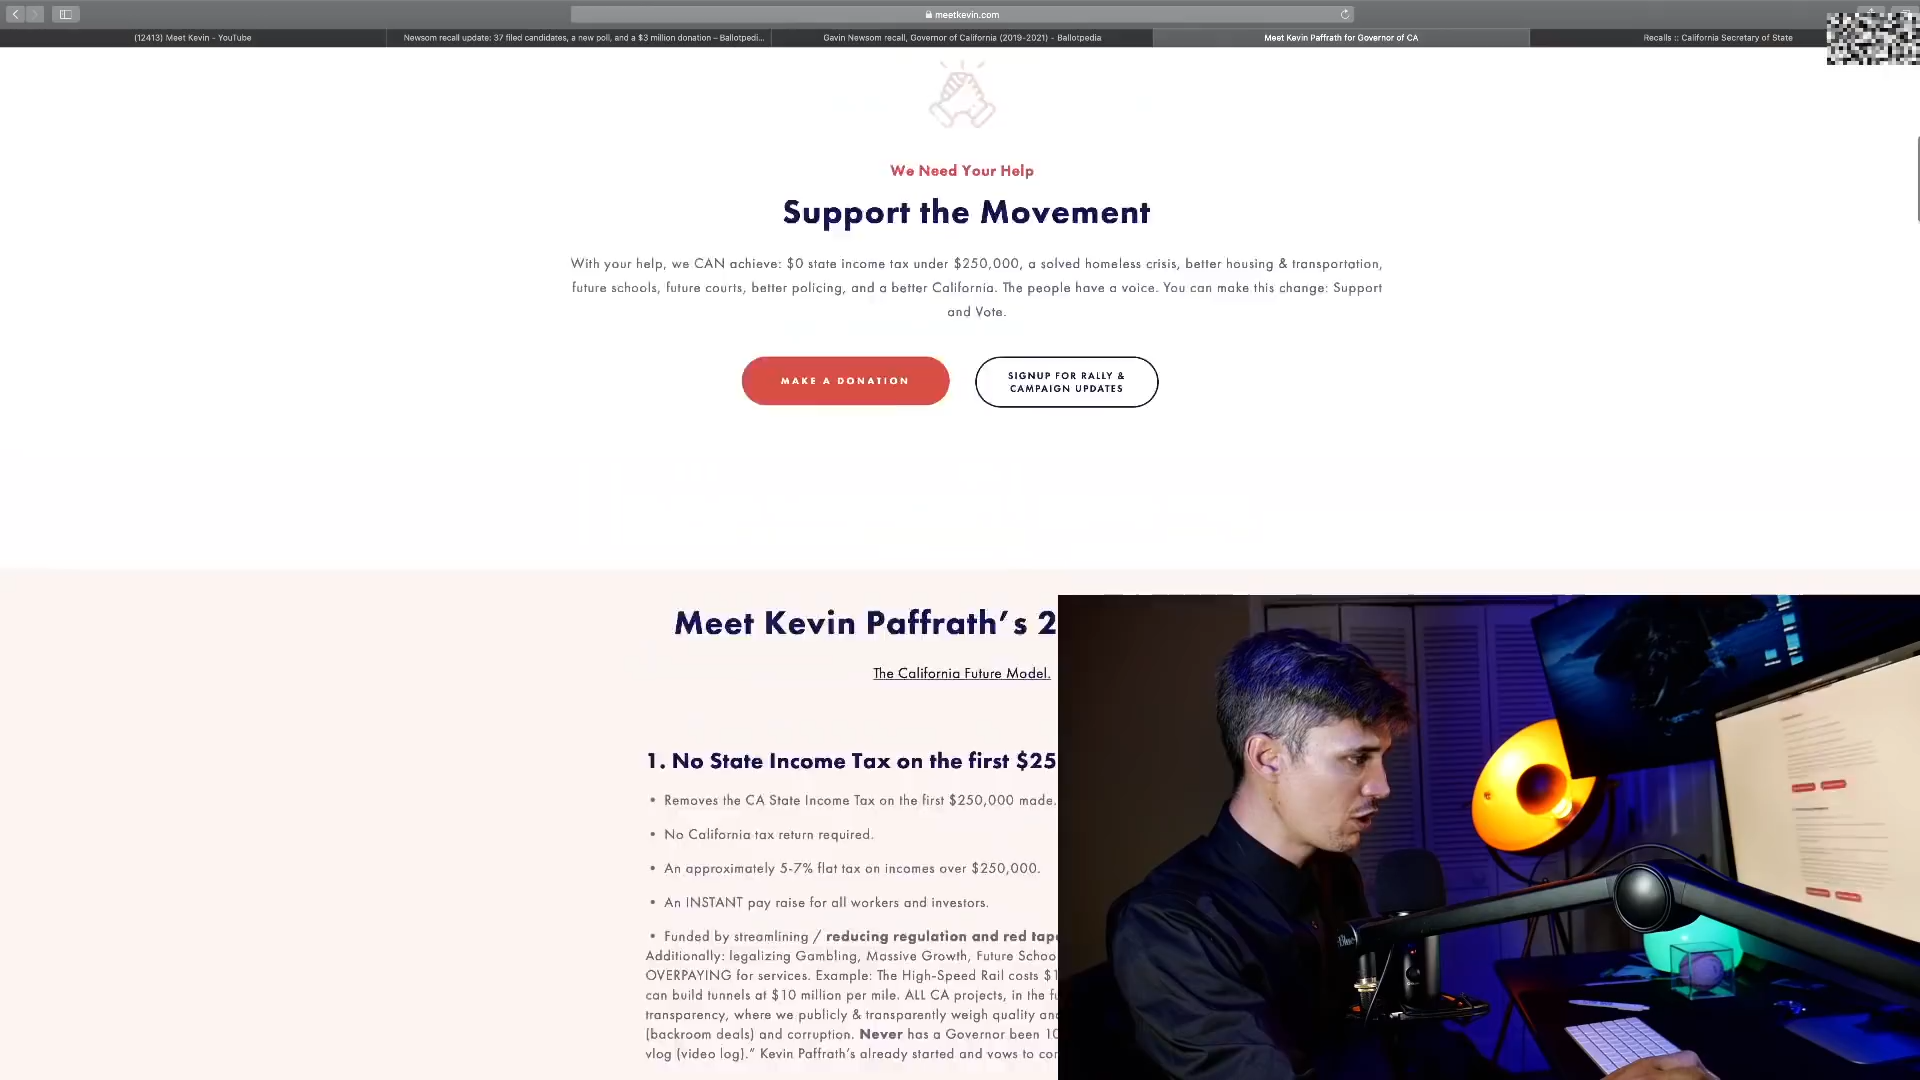 meetkevin.com
(12413) Meet Kevin - YouTube
Newsom recall update: 37 filed candidates, a new poll, and a $3 million donation – Ballotpedi...
Gavin Newsom recall, Governor of California (2019-2021) - Ballotpedia
Meet Kevin Paffrath for Governor of CA
Recalls :: California Secretary of State
We Need Your Help
Support the Movement
With your help, we CAN achieve: $0 state income tax under $250,000, a solved homeless crisis, better housing & transportation,
future schools, future courts, better policing, and a better California. The people have a voice. You can make this change: Support
and Vote.
MAKE A DONATION
SIGNUP FOR RALLY &
CAMPAIGN UPDATES
Meet Kevin Paffrath's 2
The California Future Model.
1. No State Income Tax on the first $25
• Removes the CA State Income Tax on the first $250,000 made.
• No California tax return required.
• An approximately 5-7% flat tax on incomes over $250,000.
• An INSTANT pay raise for all workers and investors.
• Funded by streamlining / reducing regulation and red tap
Additionally: legalizing Gambling, Massive Growth, Future Schoo
OVERPAYING for services. Example: The High-Speed Rail costs $1
can build tunnels at $10 million per mile. ALL CA projects, in the fu
transparency, where we publicly & transparently weigh quality an
(backroom deals) and corruption. Never has a Governor been 10
vlog (video log)." Kevin Paffrath's already started and vows to co
Blue